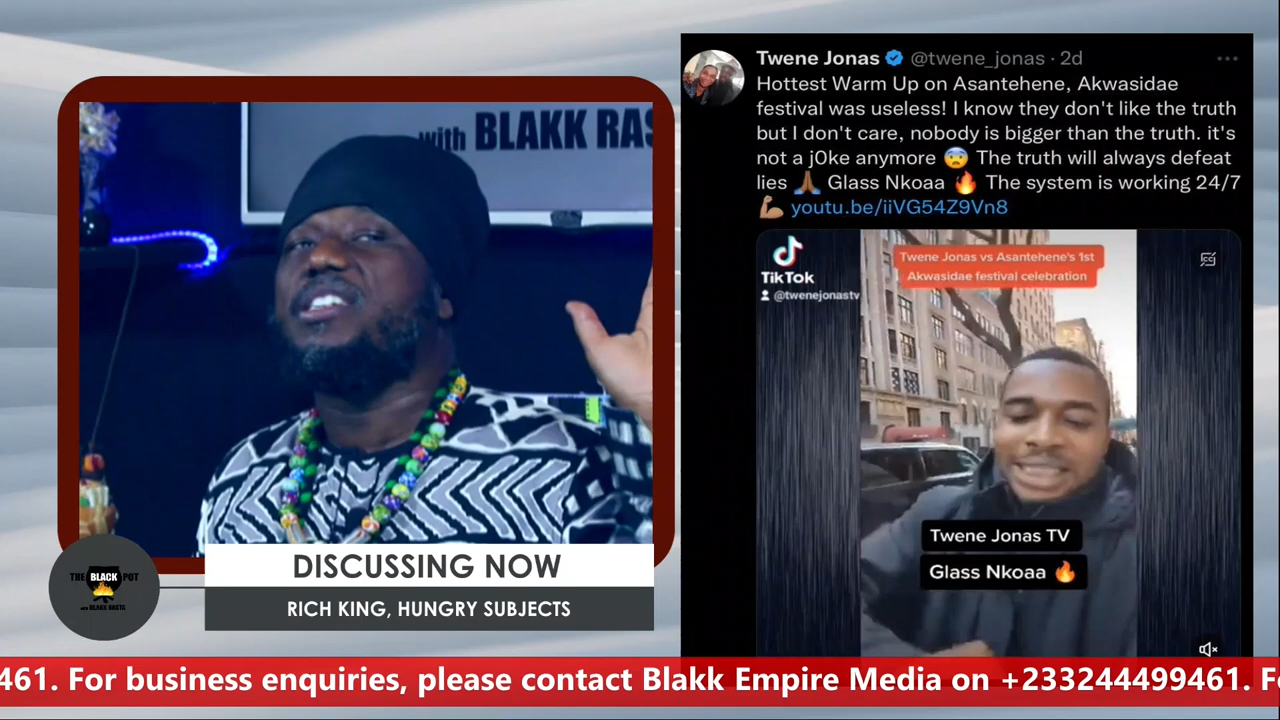 with BLAKK RAS
DISCUSSING NOW
RICH KING, HUNGRY SUBJECTS
THE BLACK POT
WITH BLAKK RASTA
Twene Jonas @twene_jonas · 2d
Hottest Warm Up on Asantehene, Akwasidae
festival was useless! I know they don't like the truth
but I don't care, nobody is bigger than the truth. it's
not a j0ke anymore 😨 The truth will always defeat
lies 🙏🏾 Glass Nkoaa 🔥 The system is working 24/7
💪🏽 youtu.be/iiVG54Z9Vn8
TikTok
@twenejonastv
Twene Jonas vs Asantehene's 1st
Akwasidae festival celebration
Twene Jonas TV
Glass Nkoaa 🔥
461. For business enquiries, please contact Blakk Empire Media on +233244499461. Fo